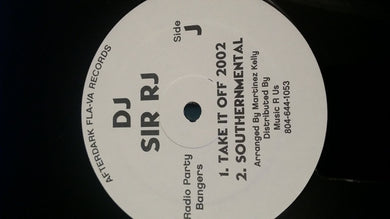 AFTERDARK FLA-VA RECORDS
DJ
SIR RJ
Radio Party
Bangers
Side
J
1. TAKE IT OFF 2002
2. SOUTHERNMENTAL
Arranged By Martinez Kelly
Distributed By
Music R Us
804-644-1053